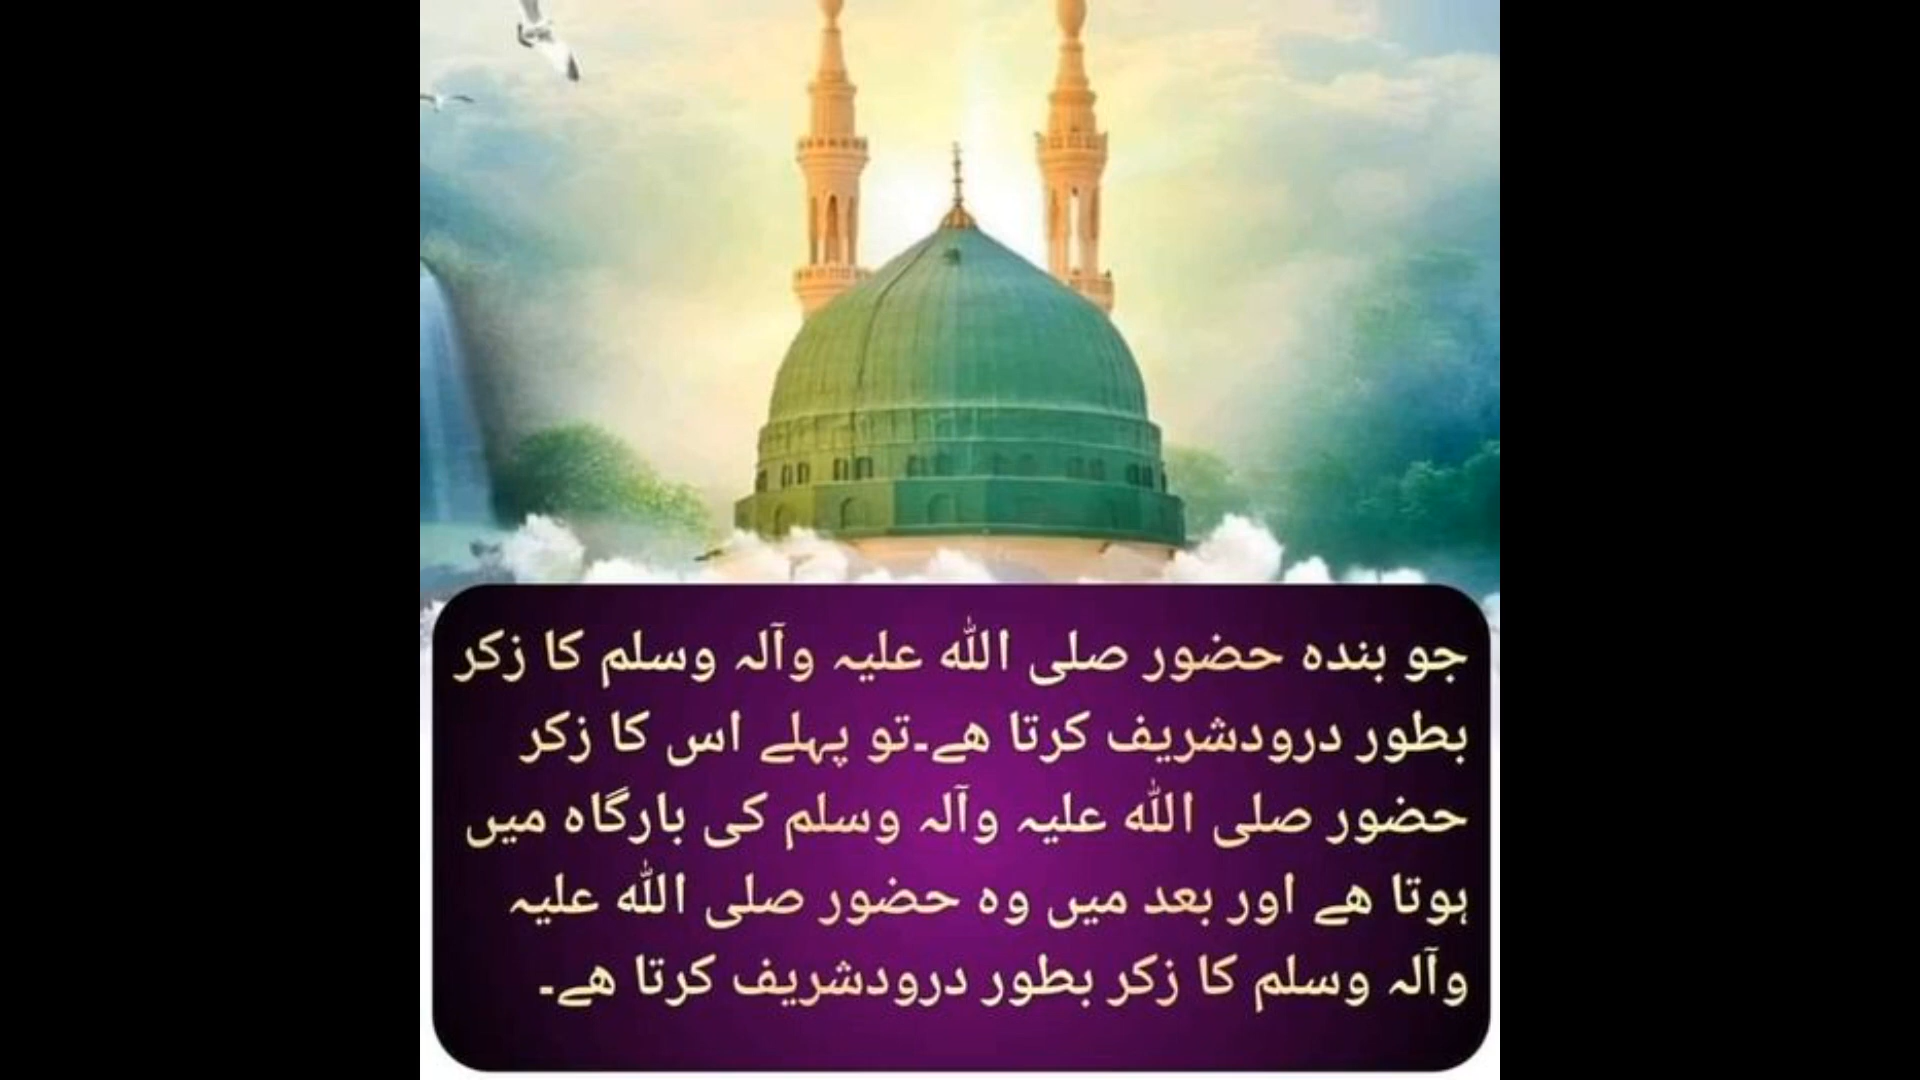 جو بندہ حضور صلی اللہ علیہ وآلہ وسلم کا زکر
بطور درودشریف کرتا ھے۔تو پہلے اس کا زکر
حضور صلی اللہ علیہ وآلہ وسلم کی بارگاہ میں
ہوتا ھے اور بعد میں وہ حضور صلی اللہ علیہ
وآلہ وسلم کا زکر بطور درودشریف کرتا ھے۔